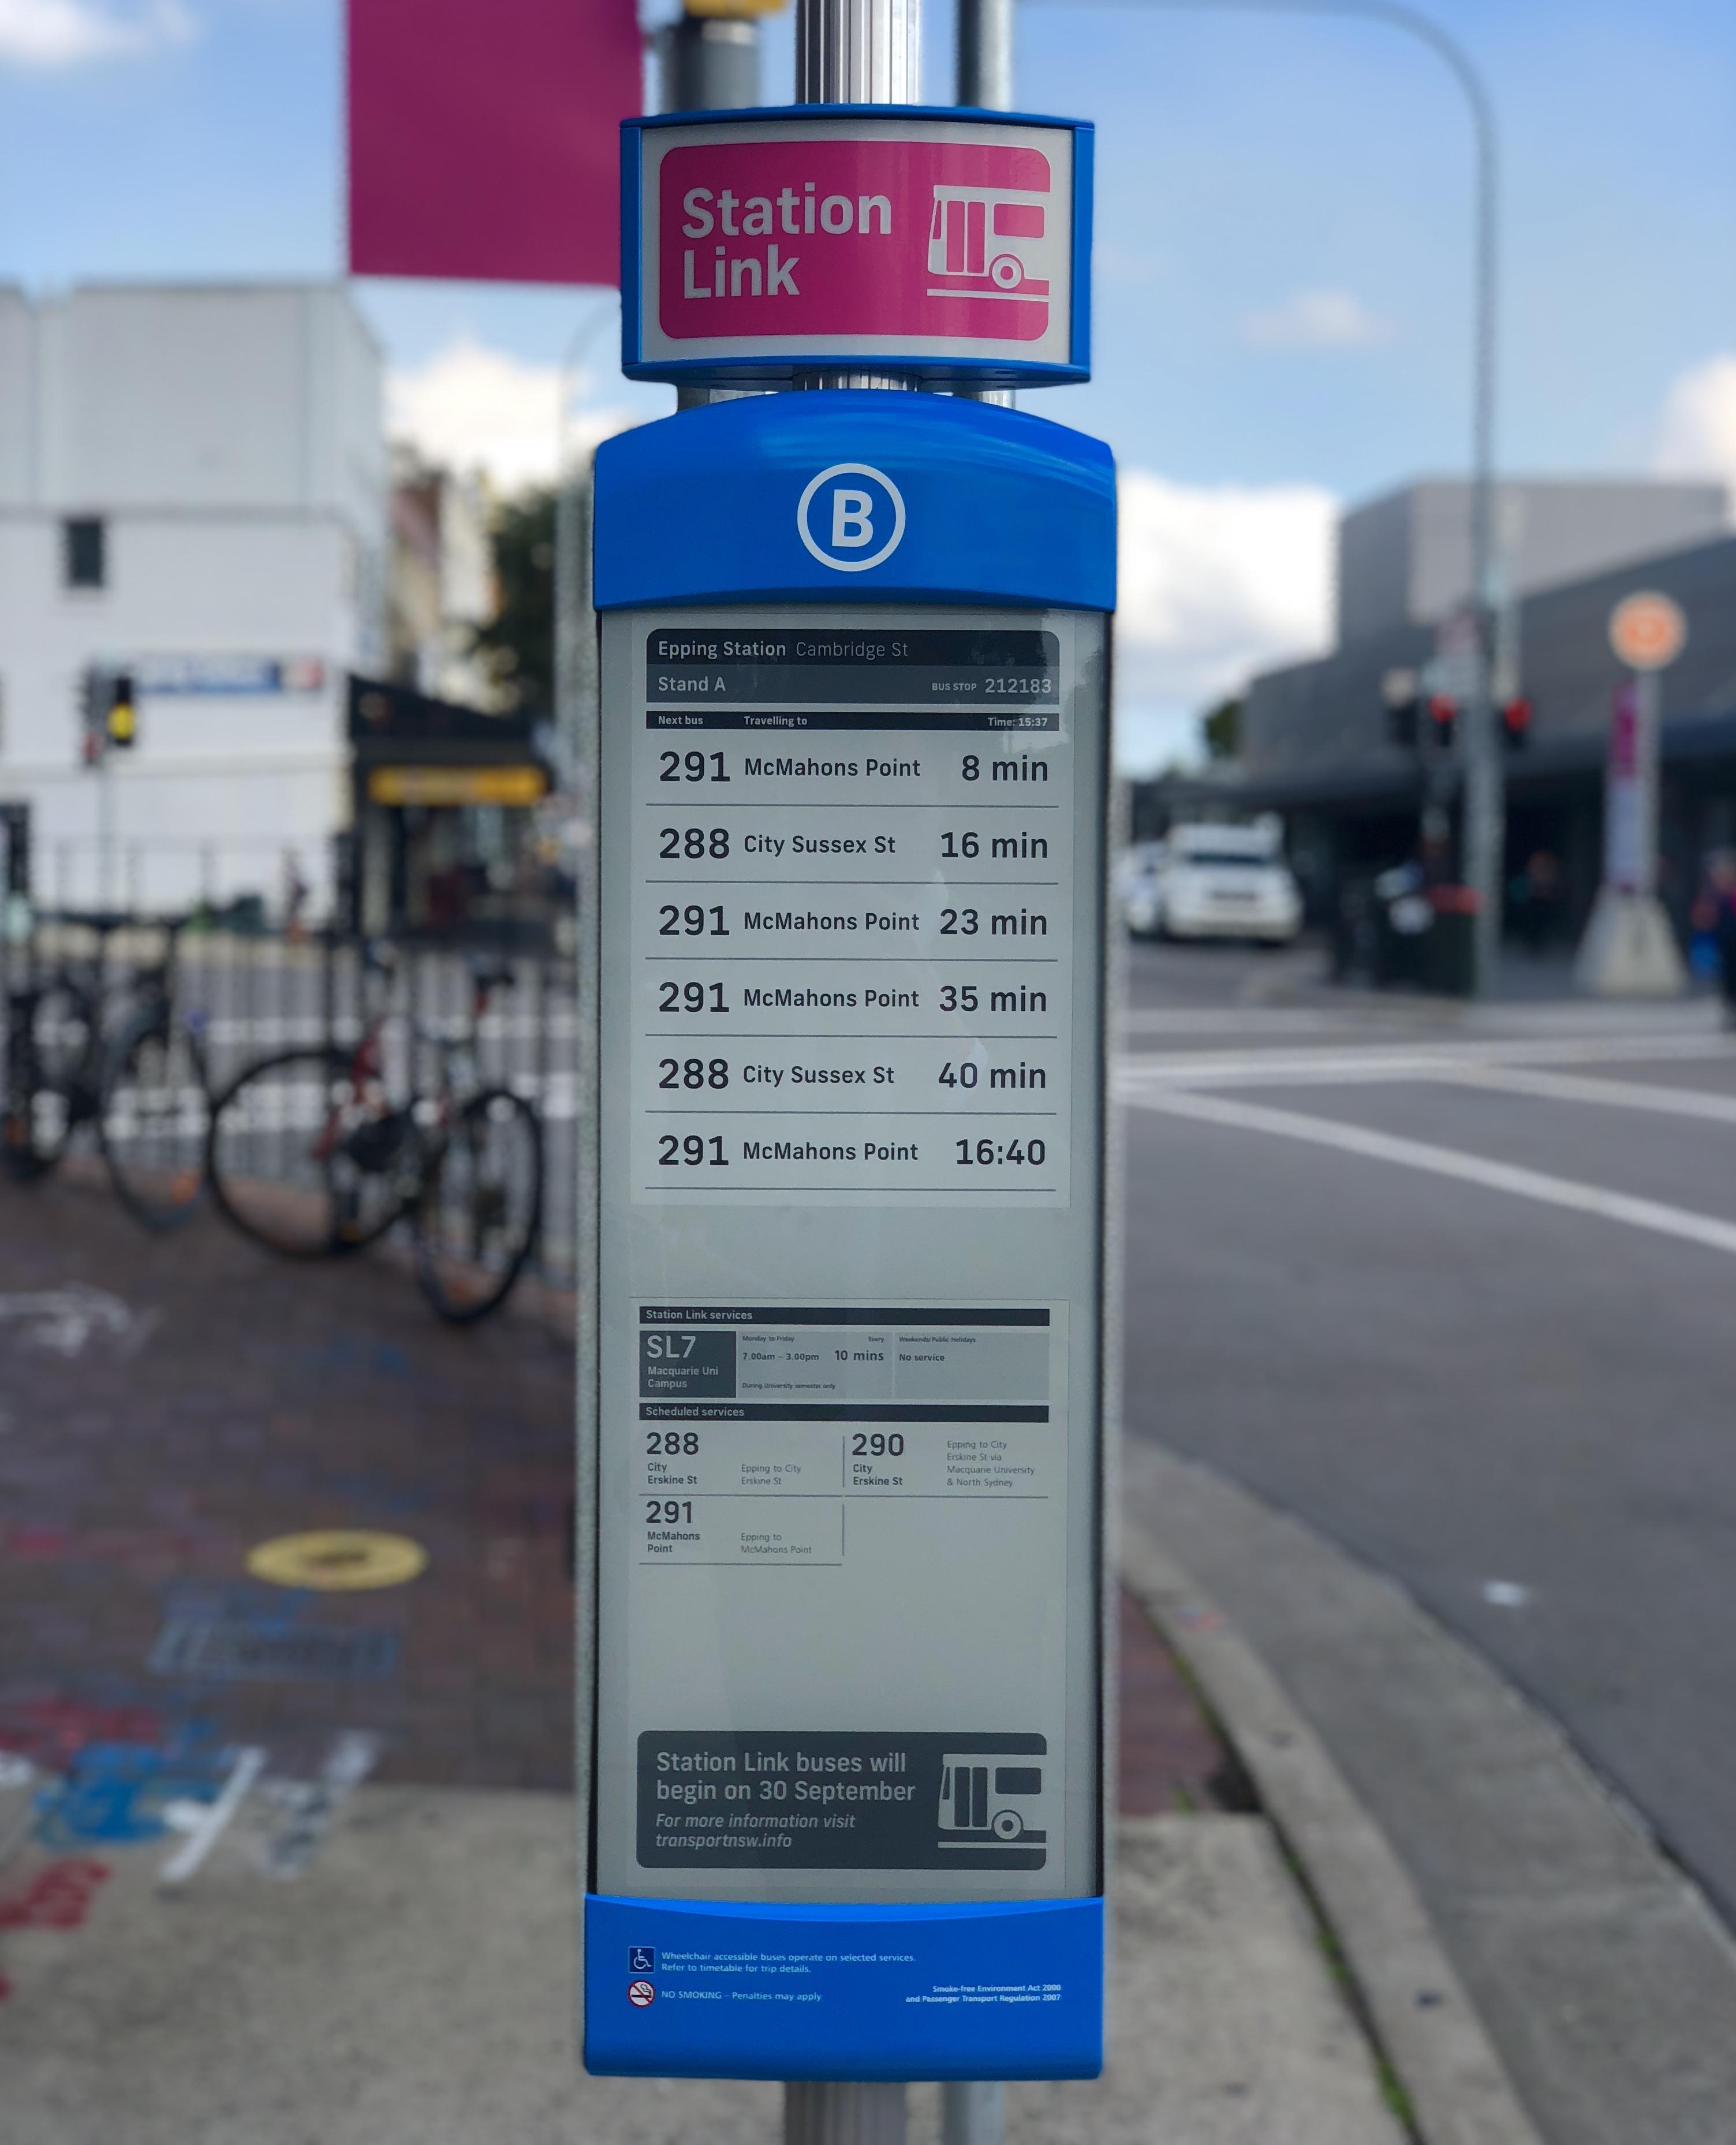 Station
Link
B
Epping Station Cambridge St
Stand A BUS STOP 212183
Next bus Travelling to Time: 15:37
291 McMahons Point 8 min
288 City Sussex St 16 min
291 McMahons Point 23 min
291 McMahons Point 35 min
288 City Sussex St 40 min
291 McMahons Point 16:40
Station Link services
SL7
Macquarie Uni
Campus
Monday to Friday Every
7.00am – 3.00pm 10 mins
During University semester only
Weekends/Public Holidays
No service
Scheduled services
288
City
Erskine St
Epping to City
Erskine St
290
City
Erskine St
Epping to City
Erskine St via
Macquarie University
& North Sydney
291
McMahons
Point
Epping to
McMahons Point
Station Link buses will
begin on 30 September
For more information visit
transportnsw.info
Wheelchair accessible buses operate on selected services.
Refer to timetable for trip details.
NO SMOKING – Penalties may apply
Smoke-free Environment Act 2000
and Passenger Transport Regulation 2007